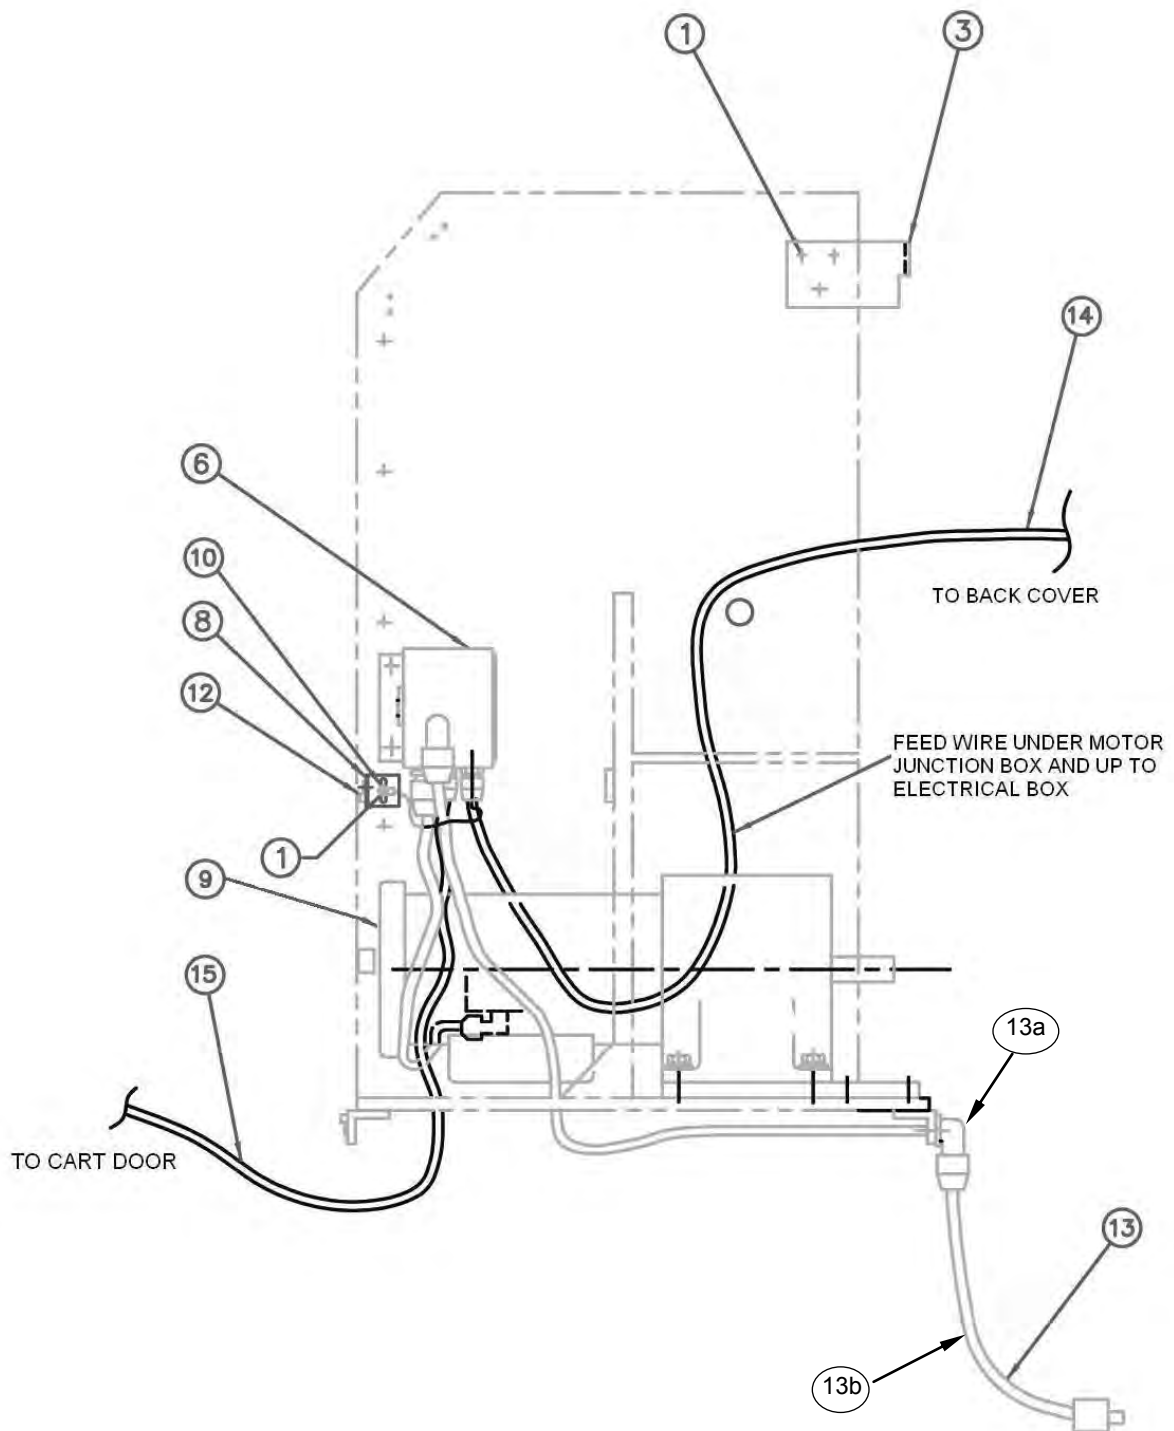 1
3
14
6
10
TO BACK COVER
8
12
FEED WIRE UNDER MOTOR
JUNCTION BOX AND UP TO
ELECTRICAL BOX
1
9
15
13a
TO CART DOOR
13
13b